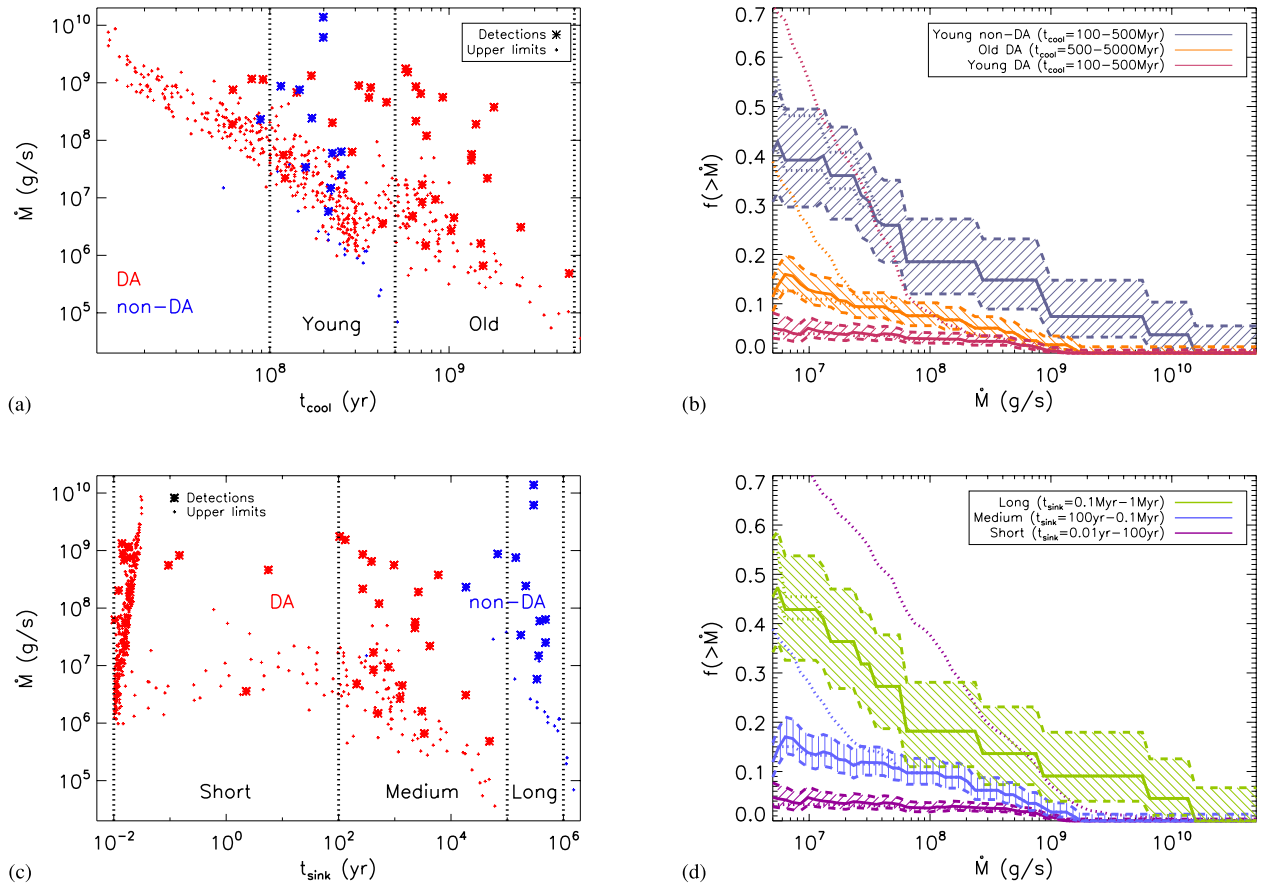 10^10
10^9
10^8
10^7
10^6
10^5
Ṁ (g/s)
Detections
Upper limits
DA
non-DA
Young
Old
10^8
10^9
t_cool (yr)
(a)
0.7
0.6
0.5
0.4
0.3
0.2
0.1
0.0
f(>Ṁ)
Young non-DA (t_cool=100-500Myr)
Old DA (t_cool=500-5000Myr)
Young DA (t_cool=100-500Myr)
10^7
10^8
10^9
10^10
Ṁ (g/s)
(b)
10^10
10^9
10^8
10^7
10^6
10^5
Ṁ (g/s)
Detections
Upper limits
DA
non-DA
Short
Medium
Long
10^-2
10^0
10^2
10^4
10^6
t_sink (yr)
(c)
0.7
0.6
0.5
0.4
0.3
0.2
0.1
0.0
f(>Ṁ)
Long (t_sink=0.1Myr-1Myr)
Medium (t_sink=100yr-0.1Myr)
Short (t_sink=0.01yr-100yr)
10^7
10^8
10^9
10^10
Ṁ (g/s)
(d)